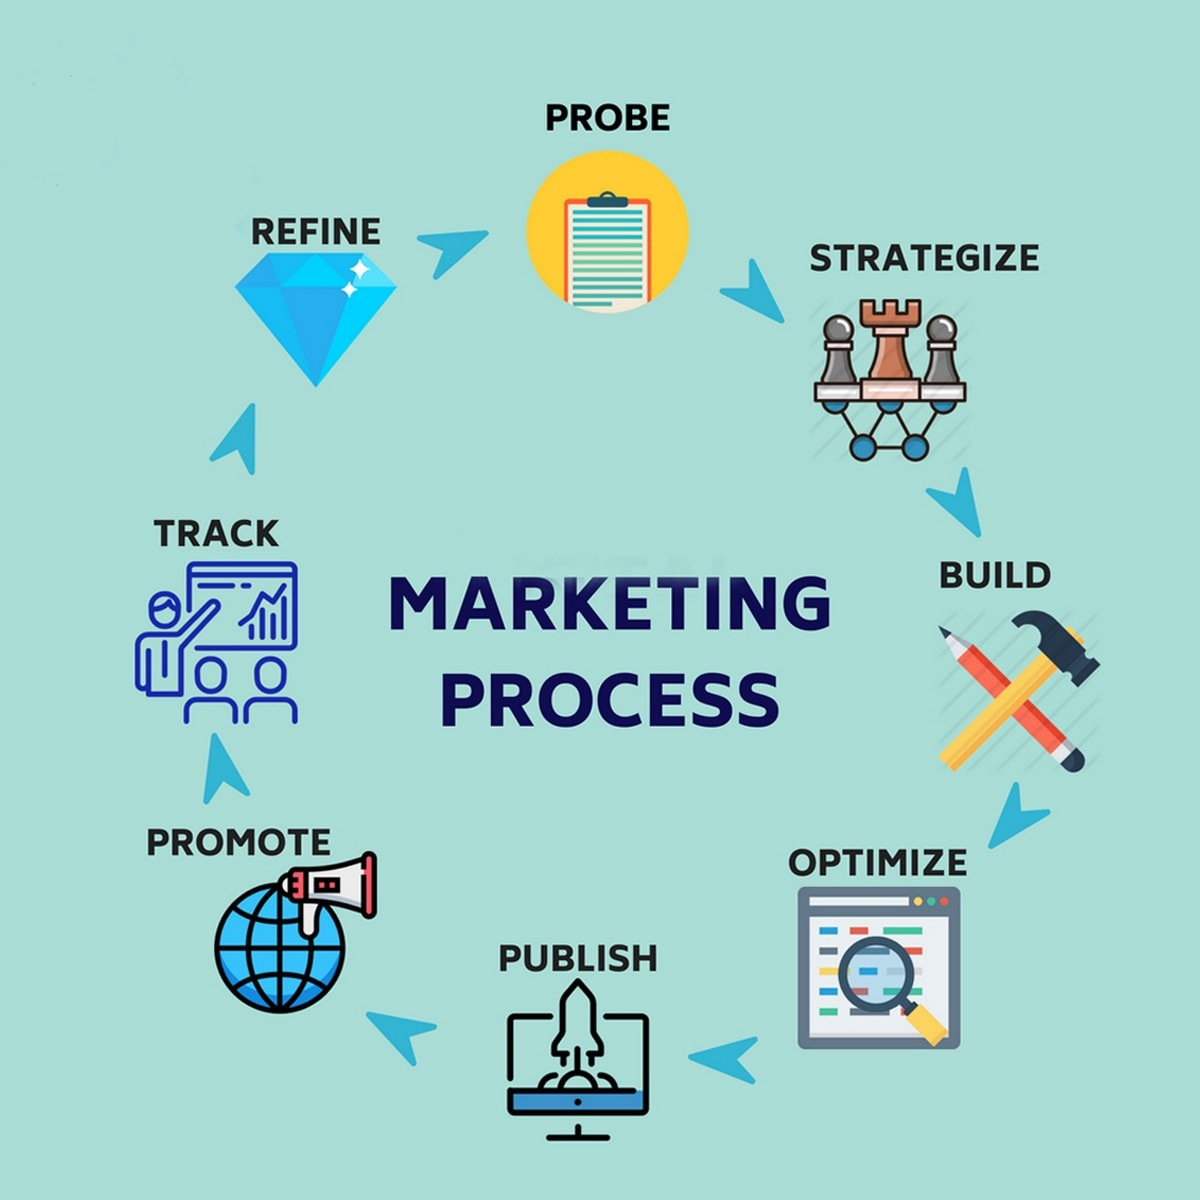 PROBE
STRATEGIZE
BUILD
OPTIMIZE
PUBLISH
PROMOTE
TRACK
REFINE
MARKETING
PROCESS